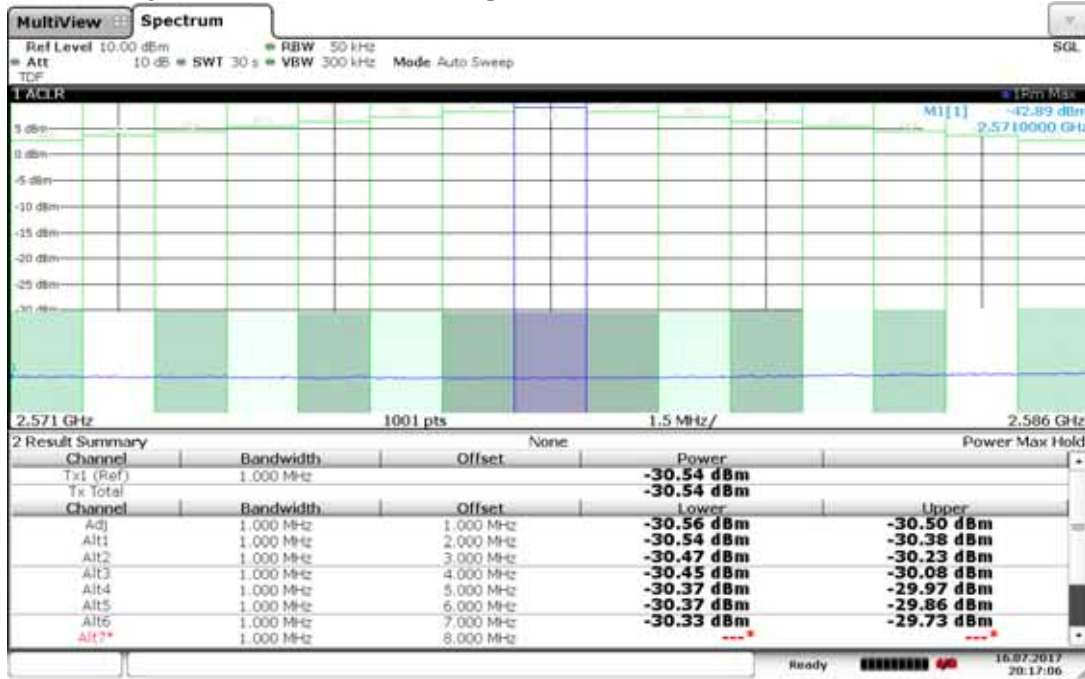 MultiView Spectrum
Ref Level 10.00 dBm RBW 50 kHz SGL
Att 10 dB SWT 30 s VBW 300 kHz Mode Auto Sweep
TDF
1 ACLR 1Rm Max
M1[1] -42.89 dBm
2.5710000 GHz
5 dBm
0 dBm
-5 dBm
-10 dBm
-15 dBm
-20 dBm
-25 dBm
-30 dBm
2.571 GHz 1001 pts 1.5 MHz/ 2.586 GHz
2 Result Summary None Power Max Hold
Channel Bandwidth Offset Power
Tx1 (Ref) 1.000 MHz -30.54 dBm
Tx Total -30.54 dBm
Channel Bandwidth Offset Lower Upper
Adj 1.000 MHz 1.000 MHz -30.56 dBm -30.50 dBm
Alt1 1.000 MHz 2.000 MHz -30.54 dBm -30.38 dBm
Alt2 1.000 MHz 3.000 MHz -30.47 dBm -30.23 dBm
Alt3 1.000 MHz 4.000 MHz -30.45 dBm -30.08 dBm
Alt4 1.000 MHz 5.000 MHz -30.37 dBm -29.97 dBm
Alt5 1.000 MHz 6.000 MHz -30.37 dBm -29.86 dBm
Alt6 1.000 MHz 7.000 MHz -30.33 dBm -29.73 dBm
Alt7* 1.000 MHz 8.000 MHz ---* ---*
Ready 16.07.2017
20:17:06